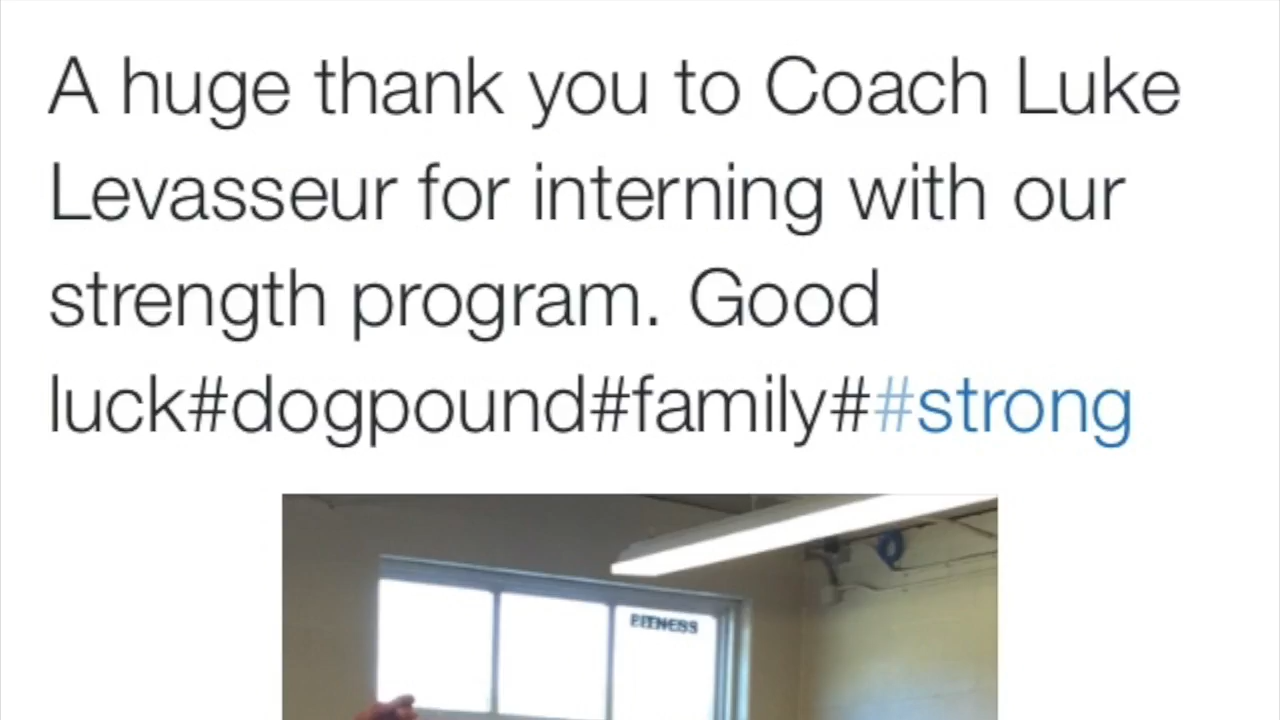 A huge thank you to Coach Luke
Levasseur for interning with our
strength program. Good
luck#dogpound#family##strong
FITNESS